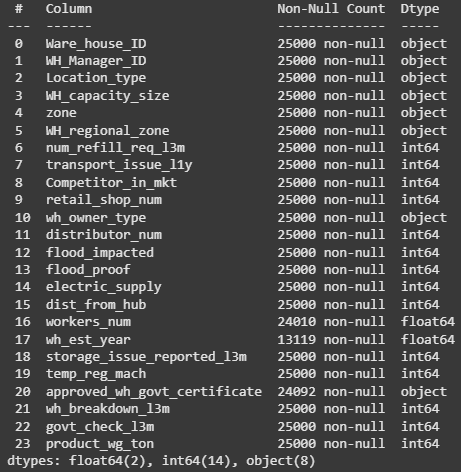 #   Column                        Non-Null Count  Dtype
---  ------                        --------------  -----
 0   Ware_house_ID                 25000 non-null  object
 1   WH_Manager_ID                 25000 non-null  object
 2   Location_type                 25000 non-null  object
 3   WH_capacity_size              25000 non-null  object
 4   zone                          25000 non-null  object
 5   WH_regional_zone              25000 non-null  object
 6   num_refill_req_l3m            25000 non-null  int64
 7   transport_issue_l1y           25000 non-null  int64
 8   Competitor_in_mkt             25000 non-null  int64
 9   retail_shop_num               25000 non-null  int64
 10  wh_owner_type                 25000 non-null  object
 11  distributor_num               25000 non-null  int64
 12  flood_impacted                25000 non-null  int64
 13  flood_proof                   25000 non-null  int64
 14  electric_supply               25000 non-null  int64
 15  dist_from_hub                 25000 non-null  int64
 16  workers_num                   24010 non-null  float64
 17  wh_est_year                   13119 non-null  float64
 18  storage_issue_reported_l3m    25000 non-null  int64
 19  temp_reg_mach                 25000 non-null  int64
 20  approved_wh_govt_certificate  24092 non-null  object
 21  wh_breakdown_l3m              25000 non-null  int64
 22  govt_check_l3m                25000 non-null  int64
 23  product_wg_ton                25000 non-null  int64
dtypes: float64(2), int64(14), object(8)